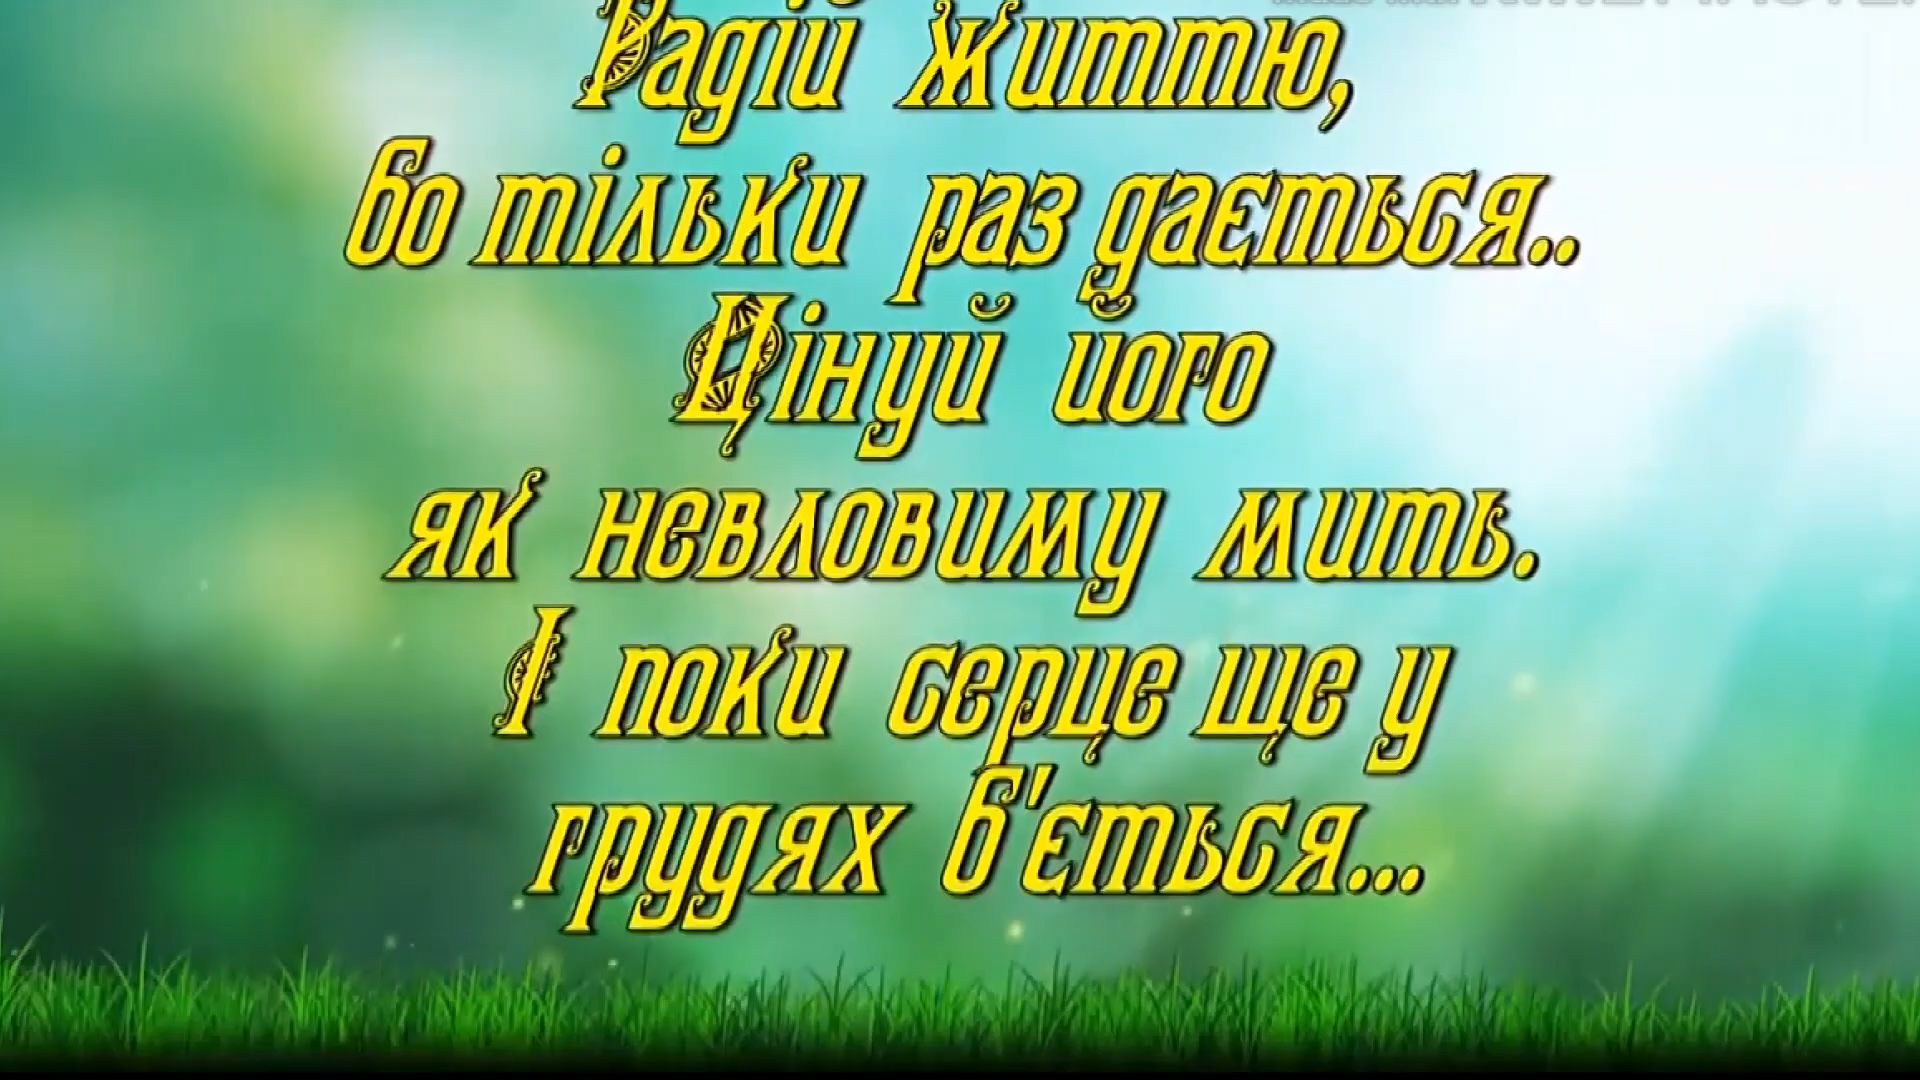 Радій життю,
бо тільки раз дається..
Цінуй його
як невловиму мить.
І поки серце ще у
грудях б'ється...